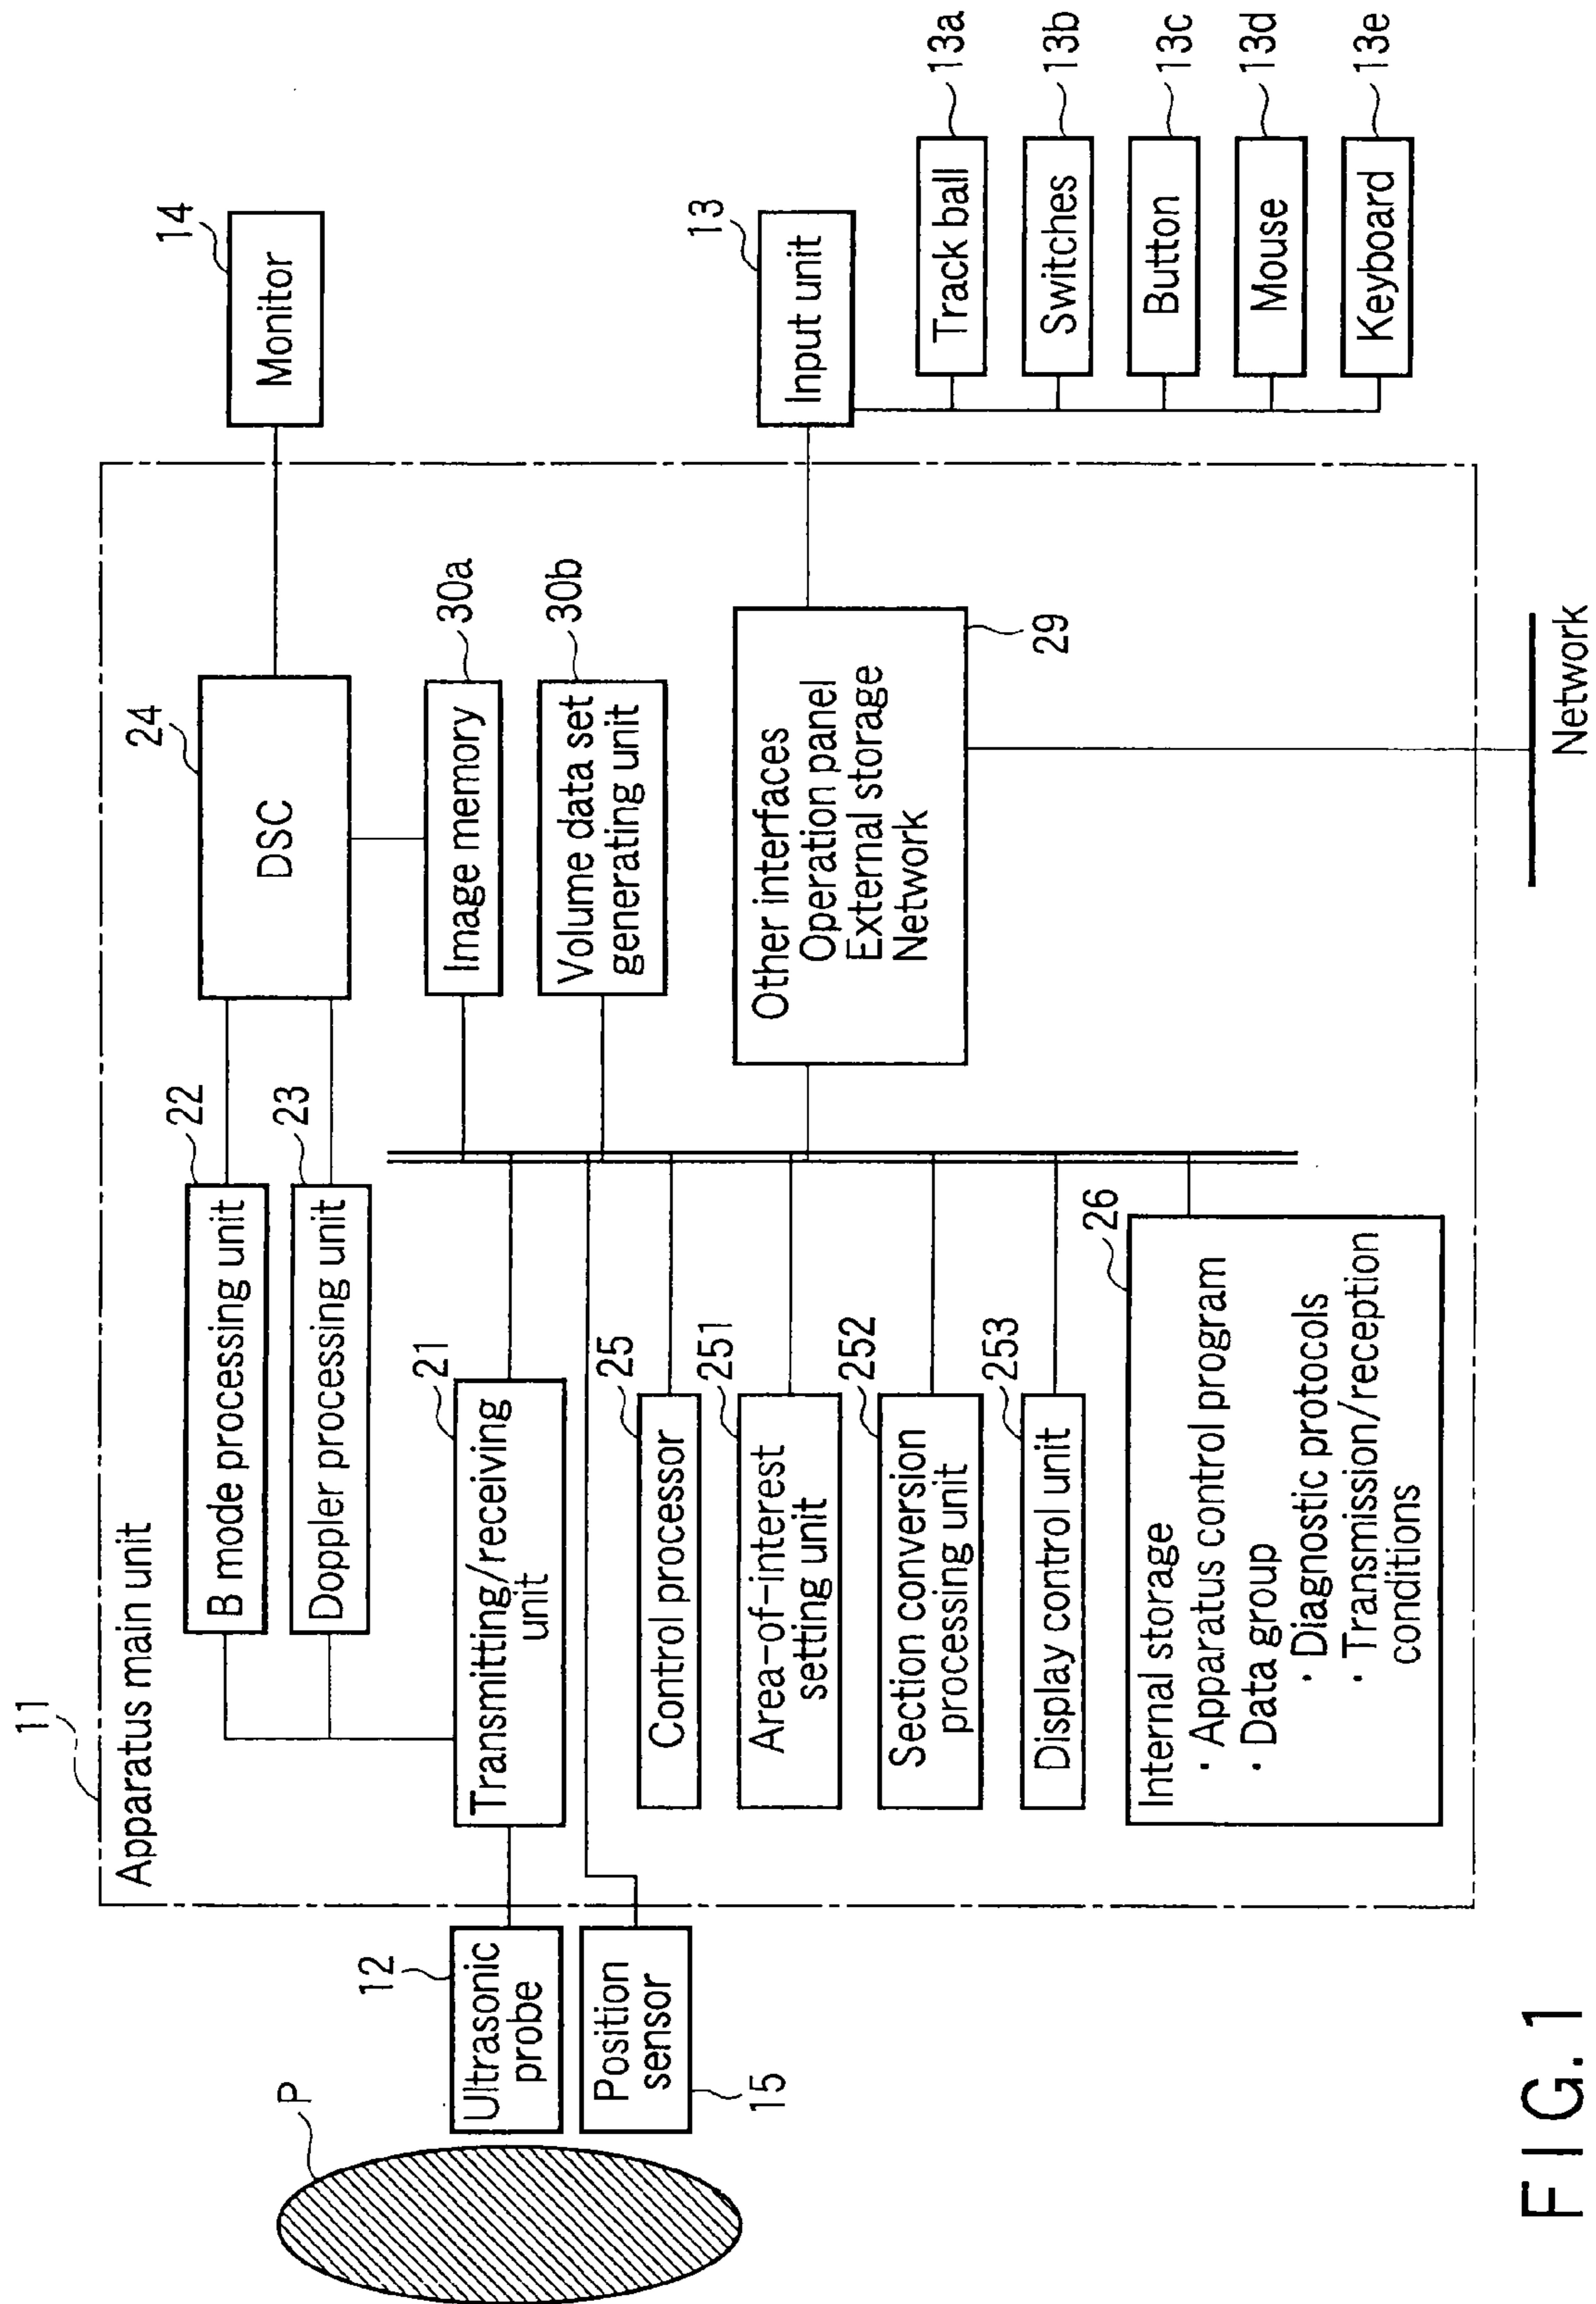 11
Apparatus main unit
P
12
Ultrasonic
probe
Position
sensor
15
22
B mode processing unit
23
Doppler processing unit
21
Transmitting/receiving
unit
24
DSC
14
Monitor
30a
Image memory
30b
Volume data set
generating unit
25
Control processor
251
Area-of-interest
setting unit
252
Section conversion
processing unit
253
Display control unit
26
Internal storage
· Apparatus control program
· Data group
· Diagnostic protocols
· Transmission/reception
conditions
Other interfaces
Operation panel
External storage
Network
29
13
Input unit
Track ball
13a
Switches
13b
Button
13c
Mouse
13d
Keyboard
13e
Network
FIG. 1